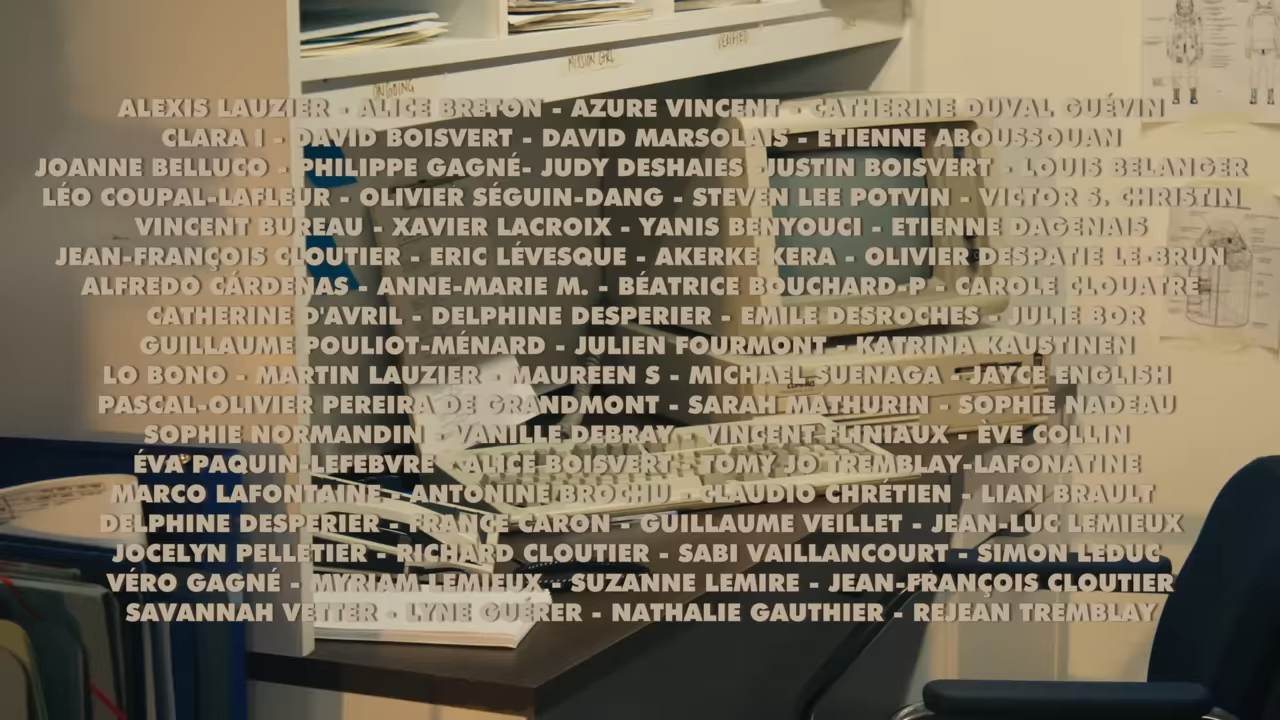 ONGOING
MISSION CTRL
VERIFIED
ALEXIS LAUZIER - ALICE BRETON - AZURE VINCENT - CATHERINE DUVAL GUÉVIN
CLARA I - DAVID BOISVERT - DAVID MARSOLAIS - ETIENNE ABOUSSOUAN
JOANNE BELLUCO - PHILIPPE GAGNÉ- JUDY DESHAIES - JUSTIN BOISVERT - LOUIS BELANGER
LÉO COUPAL-LAFLEUR - OLIVIER SÉGUIN-DANG - STEVEN LEE POTVIN - VICTOR S. CHRISTIN
VINCENT BUREAU - XAVIER LACROIX - YANIS BENYOUCI - ETIENNE DAGENAIS
JEAN-FRANÇOIS CLOUTIER - ERIC LÉVESQUE - AKERKE KERA - OLIVIER DESPATIE LE-BRUN
ALFREDO CÁRDENAS - ANNE-MARIE M. - BÉATRICE BOUCHARD-P - CAROLE CLOUATRE
CATHERINE D'AVRIL - DELPHINE DESPERIER - EMILE DESROCHES - JULIE BOR
GUILLAUME POULIOT-MÉNARD - JULIEN FOURMONT - KATRINA KAUSTINEN
LO BONO - MARTIN LAUZIER - MAUREEN S - MICHAEL SUENAGA - JAYCE ENGLISH
PASCAL-OLIVIER PEREIRA DE GRANDMONT - SARAH MATHURIN - SOPHIE NADEAU
SOPHIE NORMANDIN - VANILLE DEBRAY - VINCENT FLINIAUX - ÈVE COLLIN
ÉVA PAQUIN-LEFEBVRE - ALICE BOISVERT - TOMY JO TREMBLAY-LAFONATINE
MARCO LAFONTAINE - ANTONINE BROCHU - CLAUDIO CHRÉTIEN - LIAN BRAULT
DELPHINE DESPERIER - FRANCE CARON - GUILLAUME VEILLET - JEAN-LUC LEMIEUX
JOCELYN PELLETIER - RICHARD CLOUTIER - SABI VAILLANCOURT - SIMON LEDUC
VÉRO GAGNÉ - MYRIAM LEMIEUX - SUZANNE LEMIRE - JEAN-FRANÇOIS CLOUTIER
SAVANNAH VETTER - LYNE GUÉRER - NATHALIE GAUTHIER - REJEAN TREMBLAY